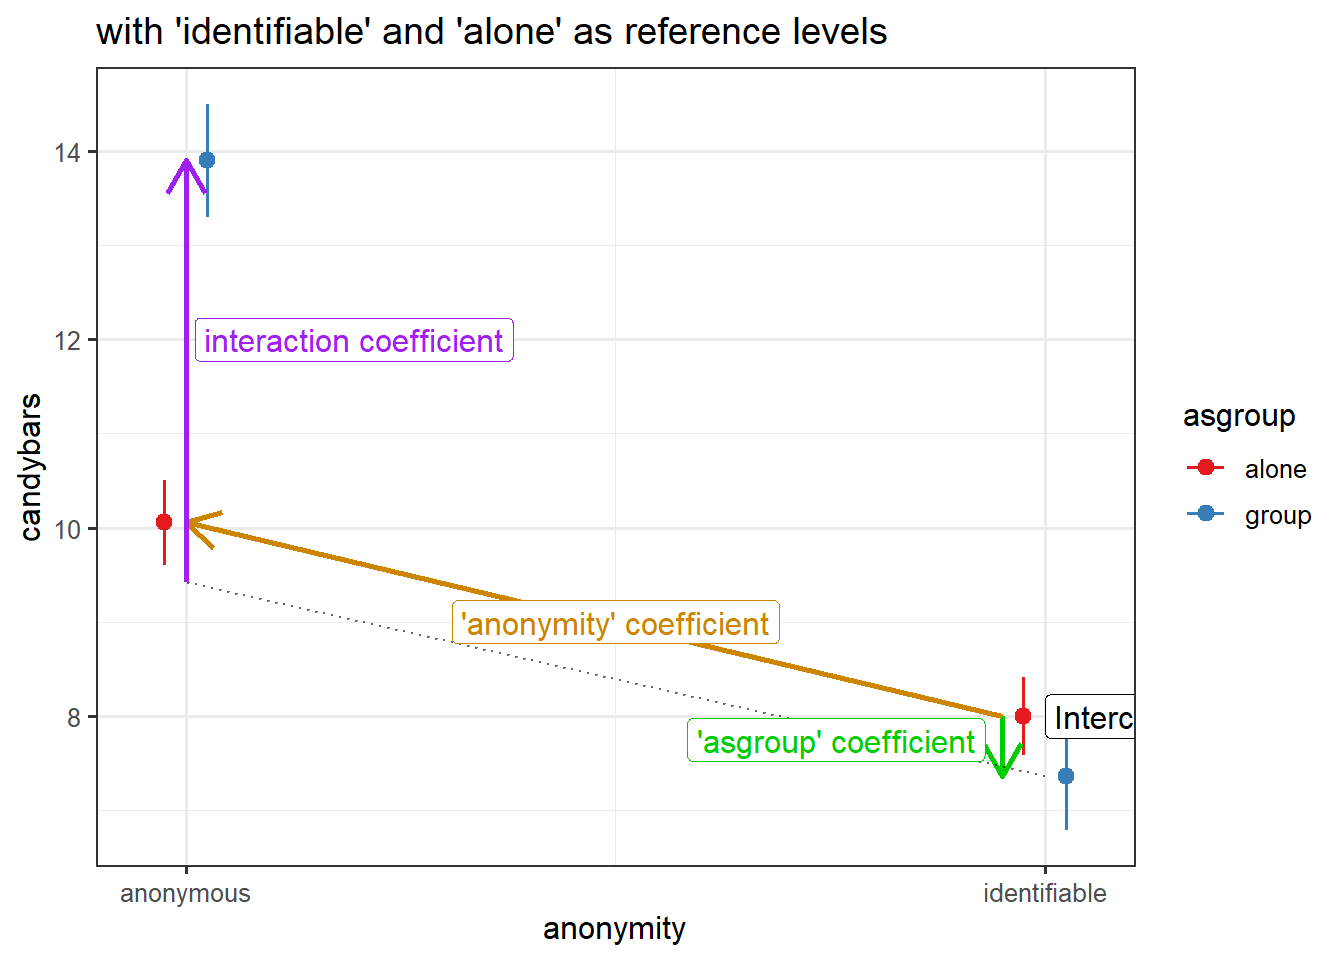 with 'identifiable' and 'alone' as reference levels
14
12
10
8
candybars
interaction coefficient
'anonymity' coefficient
'asgroup' coefficient
Interc
anonymous
identifiable
anonymity
asgroup
alone
group